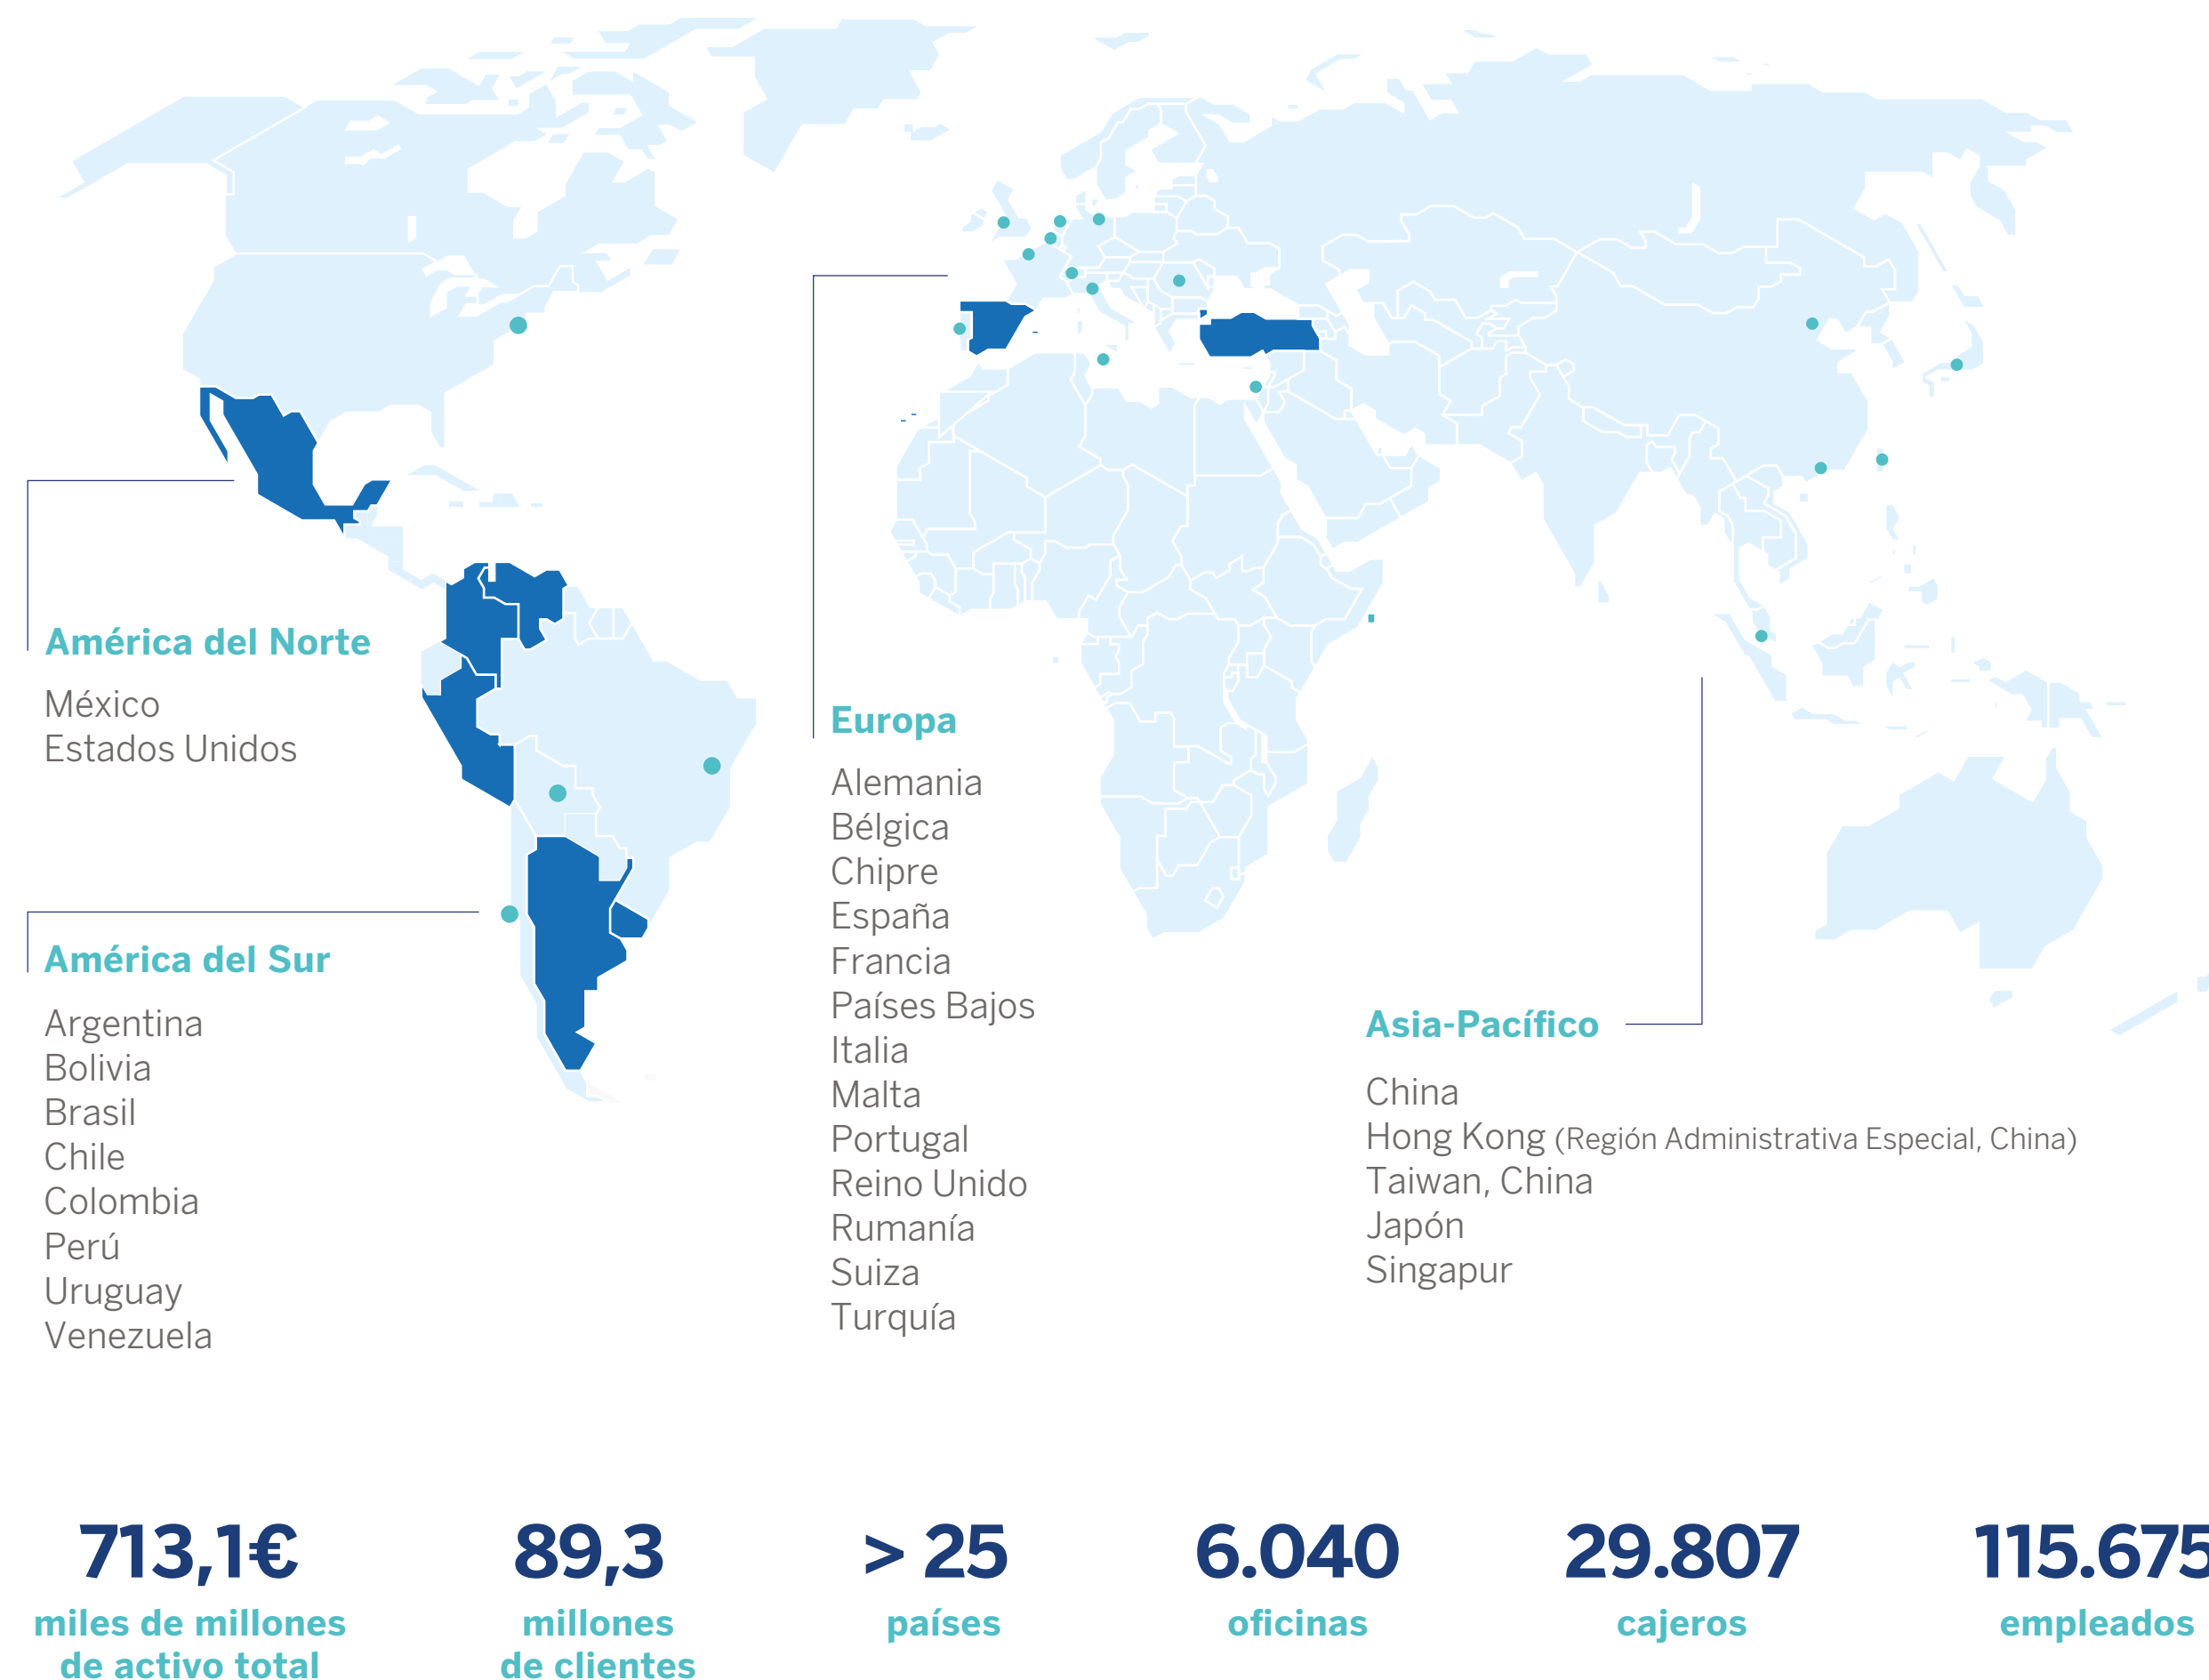 América del Norte
México
Estados Unidos
América del Sur
Argentina
Bolivia
Brasil
Chile
Colombia
Perú
Uruguay
Venezuela
Europa
Alemania
Bélgica
Chipre
España
Francia
Países Bajos
Italia
Malta
Portugal
Reino Unido
Rumanía
Suiza
Turquía
Asia-Pacífico
China
Hong Kong (Región Administrativa Especial, China)
Taiwan, China
Japón
Singapur
713,1€
miles de millones
de activo total
89,3
millones
de clientes
> 25
países
6.040
oficinas
29.807
cajeros
115.675
empleados